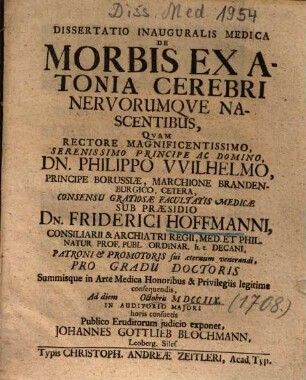 Diss. Med. 1954
DISSERTATIO INAUGURALIS MEDICA
DE
MORBIS EX A-
TONIA CEREBRI
NERVORUMQVE NA-
SCENTIBUS,
QVAM
RECTORE MAGNIFICENTISSIMO,
SERENISSIMO PRINCIPE AC DOMINO,
DN. PHILIPPO VVILHELMO,
PRINCIPE BORUSSIÆ, MARCHIONE BRANDEN-
BURGICO, CETERA,
CONSENSU GRATIOSÆ FACULTATIS MEDICÆ
SUB PRÆSIDIO
DN. FRIDERICI HOFFMANNI,
CONSILIARII & ARCHIATRI REGII, MED. ET PHIL.
NATUR. PROF. PUBL. ORDINAR. h. t. DECANI,
PATRONI & PROMOTORIS sui æternum venerandi,
PRO GRADU DOCTORIS
Summisque in Arte Medica Honoribus & Privilegiis legitime
consequendis,
Ad diem Octobris MDCCIIX.
IN AUDITORIO MAJORI
horis consuetis
Publico Eruditorum judicio exponet,
(1708.)
JOHANNES GOTTLIEB BLOCHMANN,
Leoberg. Siles.
Typis CHRISTOPH. ANDREÆ ZEITLERI, Acad. Typ.